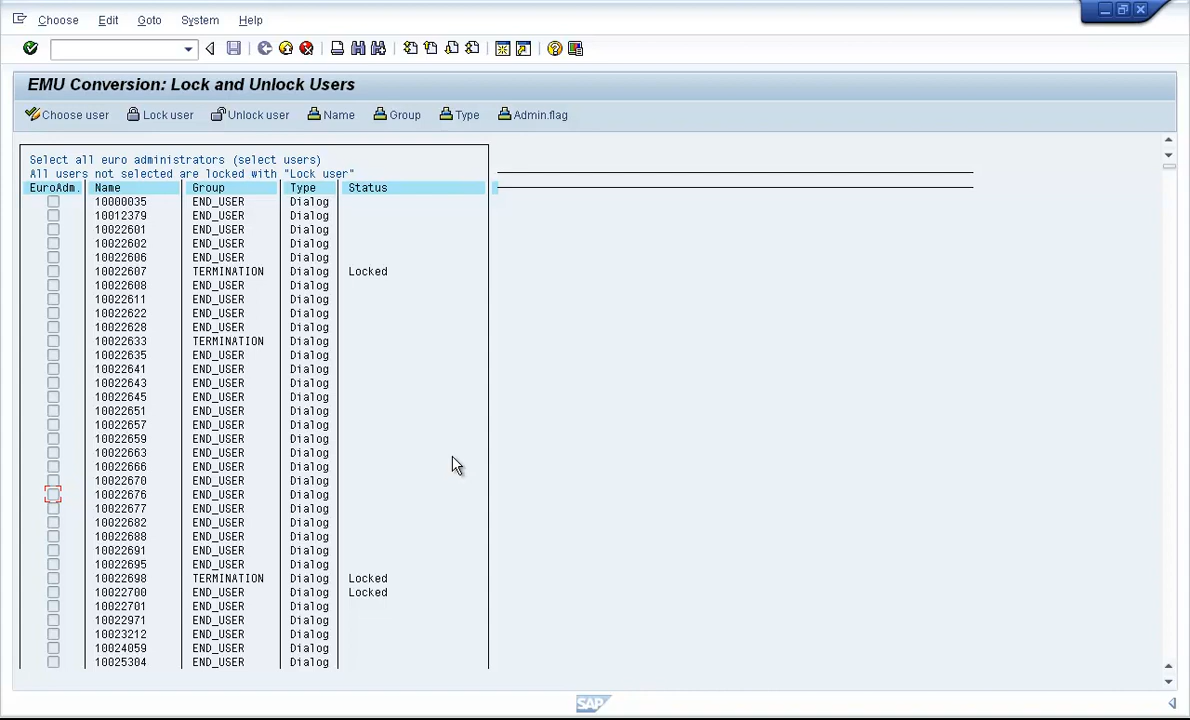 Choose Edit Goto System Help
EMU Conversion: Lock and Unlock Users
Choose user Lock user Unlock user Name Group Type Admin.flag
Select all euro administrators (select users)
All users not selected are locked with "Lock user"
EuroAdm. Name Group Type Status
10000035 END_USER Dialog
10012379 END_USER Dialog
10022601 END_USER Dialog
10022602 END_USER Dialog
10022606 END_USER Dialog
10022607 TERMINATION Dialog Locked
10022608 END_USER Dialog
10022611 END_USER Dialog
10022622 END_USER Dialog
10022628 END_USER Dialog
10022633 TERMINATION Dialog
10022635 END_USER Dialog
10022641 END_USER Dialog
10022643 END_USER Dialog
10022645 END_USER Dialog
10022651 END_USER Dialog
10022657 END_USER Dialog
10022659 END_USER Dialog
10022663 END_USER Dialog
10022666 END_USER Dialog
10022670 END_USER Dialog
10022676 END_USER Dialog
10022677 END_USER Dialog
10022682 END_USER Dialog
10022688 END_USER Dialog
10022691 END_USER Dialog
10022695 END_USER Dialog
10022698 TERMINATION Dialog Locked
10022700 END_USER Dialog Locked
10022701 END_USER Dialog
10022971 END_USER Dialog
10023212 END_USER Dialog
10024059 END_USER Dialog
10025304 END_USER Dialog
SAP